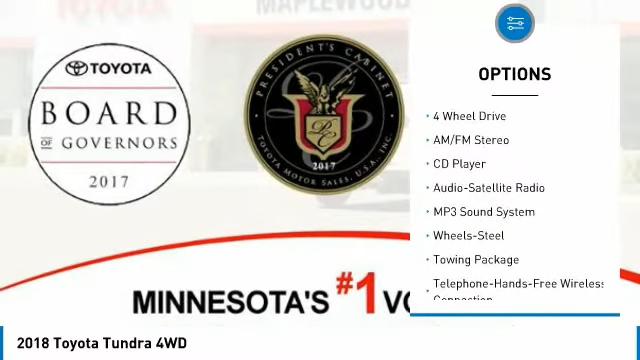 MAPLEWOOD
TOYOTA
BOARD
OF GOVERNORS
2017
PRESIDENT'S CABINET
PC
2017
TOYOTA MOTOR SALES, U.S.A., INC.
MINNESOTA'S #1
OPTIONS
4 Wheel Drive
AM/FM Stereo
CD Player
Audio-Satellite Radio
MP3 Sound System
Wheels-Steel
Towing Package
Telephone-Hands-Free Wireless
Connection
2018 Toyota Tundra 4WD